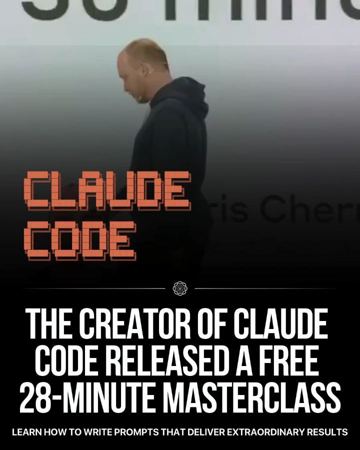 CLAUDE
CODE
THE CREATOR OF CLAUDE
CODE RELEASED A FREE
28-MINUTE MASTERCLASS
LEARN HOW TO WRITE PROMPTS THAT DELIVER EXTRAORDINARY RESULTS